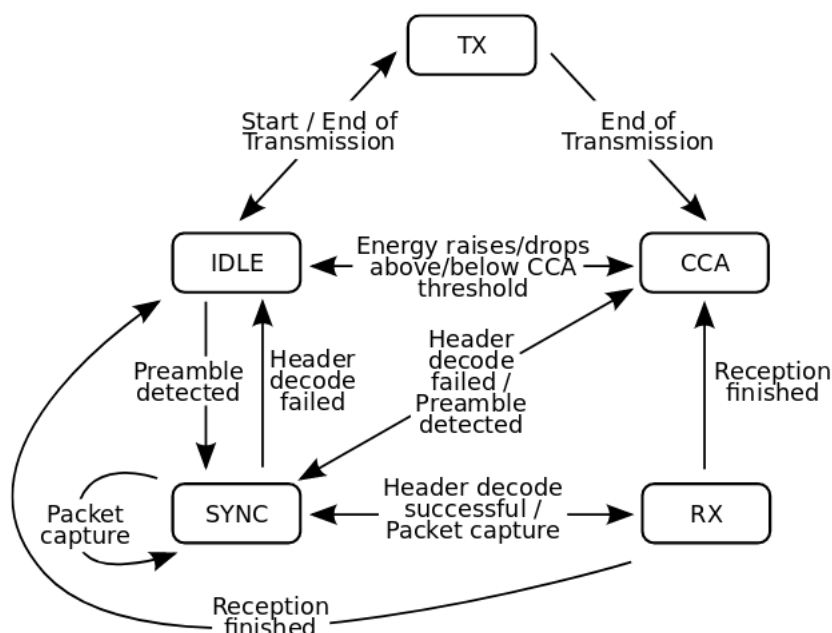 TX
Start / End of
Transmission
End of
Transmission
IDLE
Energy raises/drops
above/below CCA
threshold
CCA
Preamble
detected
Header
decode
failed
Header
decode
failed /
Preamble
detected
Reception
finished
Packet
capture
SYNC
Header decode
successful /
Packet capture
RX
Reception
finished